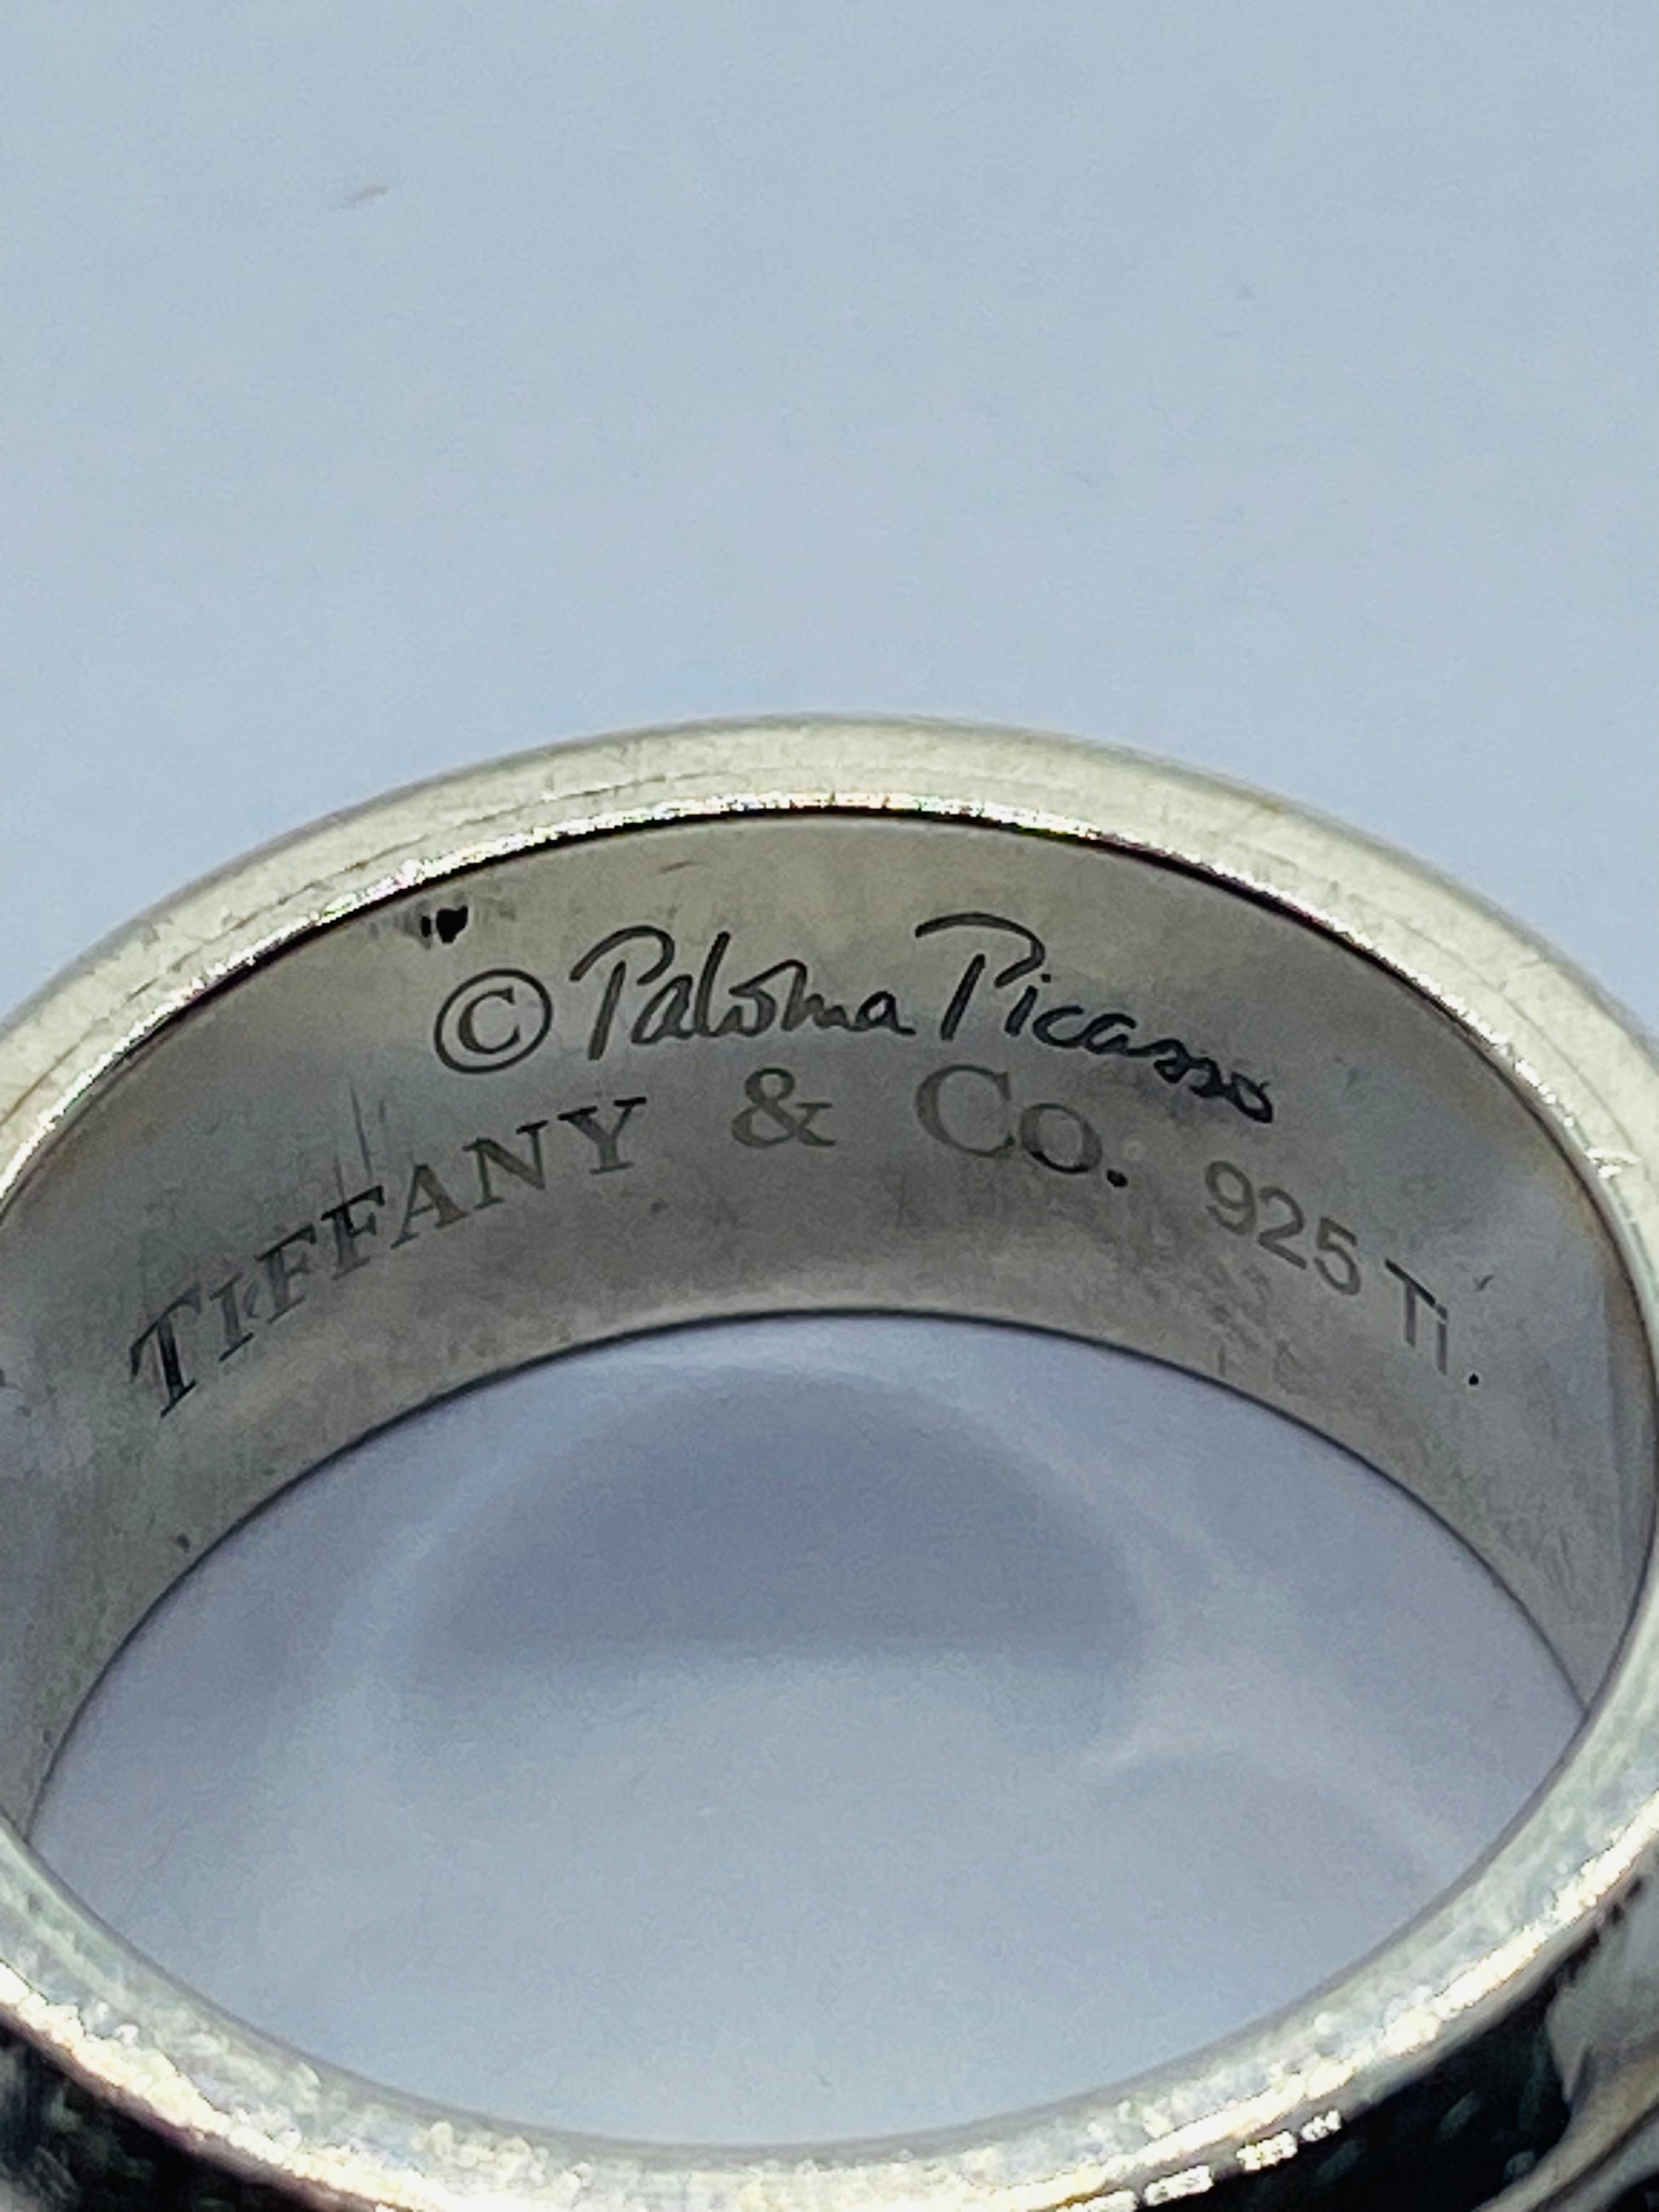 © Paloma Picasso
TIFFANY & CO. 925 Ti.